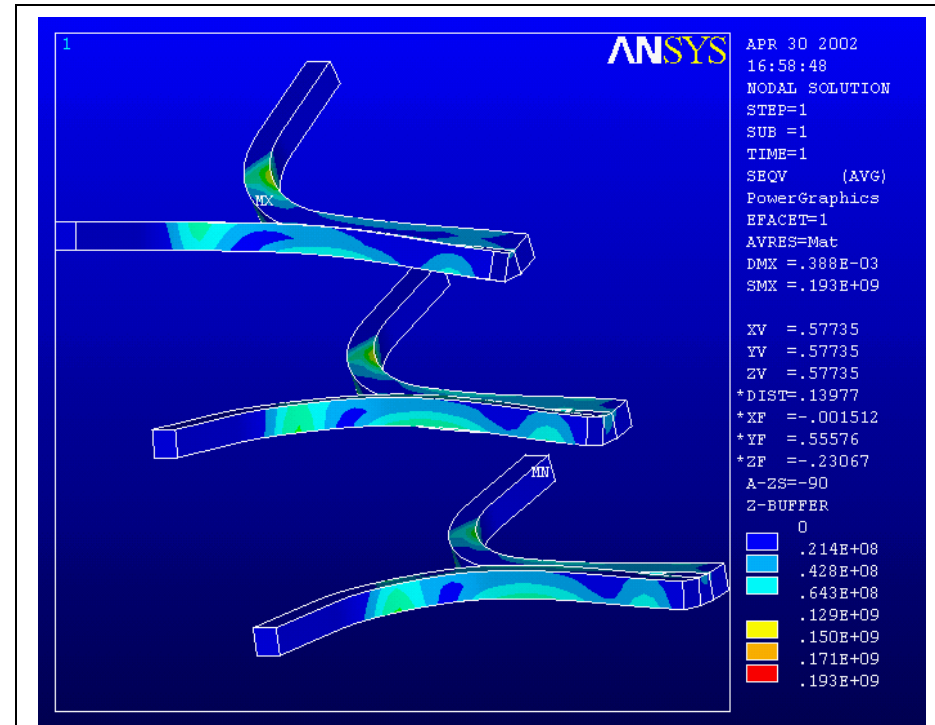 1
ANSYS
APR 30 2002
16:58:48
NODAL SOLUTION
STEP=1
SUB =1
TIME=1
SEQV (AVG)
PowerGraphics
EFACET=1
AVRES=Mat
DMX =.388E-03
SMX =.193E+09
XV =.57735
YV =.57735
ZV =.57735
*DIST=.13977
*XF =-.001512
*YF =.55576
*ZF =-.23067
A-ZS=-90
Z-BUFFER
0
.214E+08
.428E+08
.643E+08
.129E+09
.150E+09
.171E+09
.193E+09
MX
MN